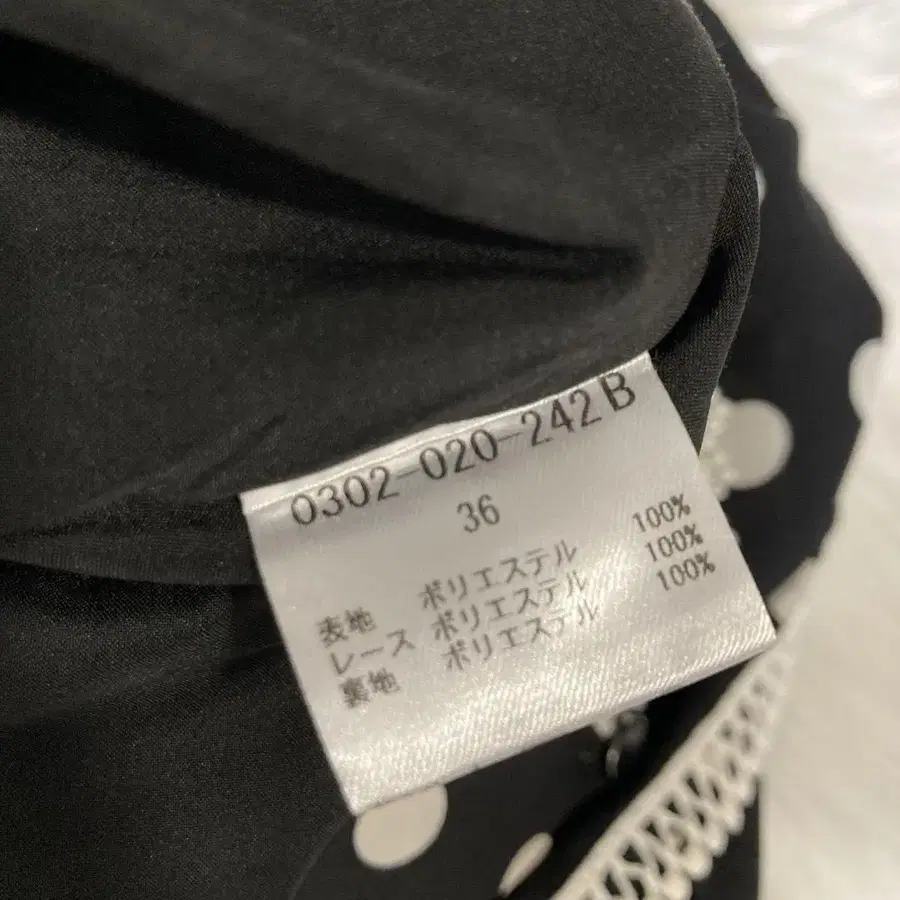 0302-020-242 B
36
表地 ポリエステル 100%
レース ポリエステル 100%
裏地 ポリエステル 100%